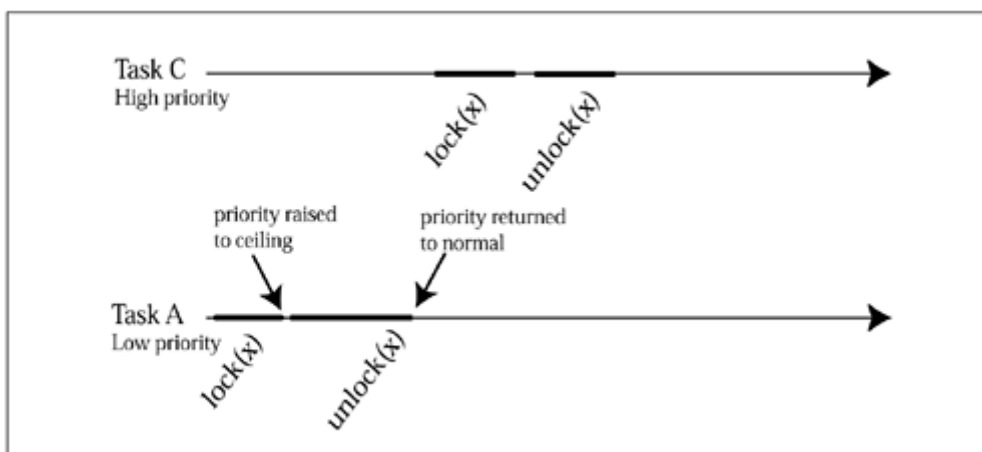 Task C
High priority
lock(x)
unlock(x)
priority raised
to ceiling
priority returned
to normal
Task A
Low priority
lock(x)
unlock(x)